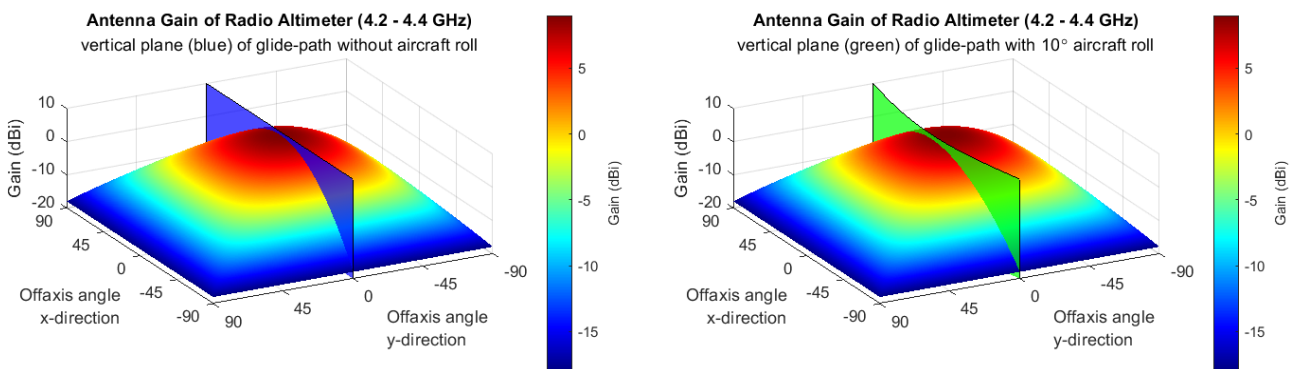 Antenna Gain of Radio Altimeter (4.2 - 4.4 GHz)
vertical plane (blue) of glide-path without aircraft roll
10
0
-10
-20
Gain (dBi)
90
45
0
-45
-90
Offaxis angle
x-direction
90
45
0
-45
-90
Offaxis angle
y-direction
5
0
-5
-10
-15
Gain (dBi)
Antenna Gain of Radio Altimeter (4.2 - 4.4 GHz)
vertical plane (green) of glide-path with 10° aircraft roll
10
0
-10
-20
Gain (dBi)
90
45
0
-45
-90
Offaxis angle
x-direction
90
45
0
-45
-90
Offaxis angle
y-direction
5
0
-5
-10
-15
Gain (dBi)